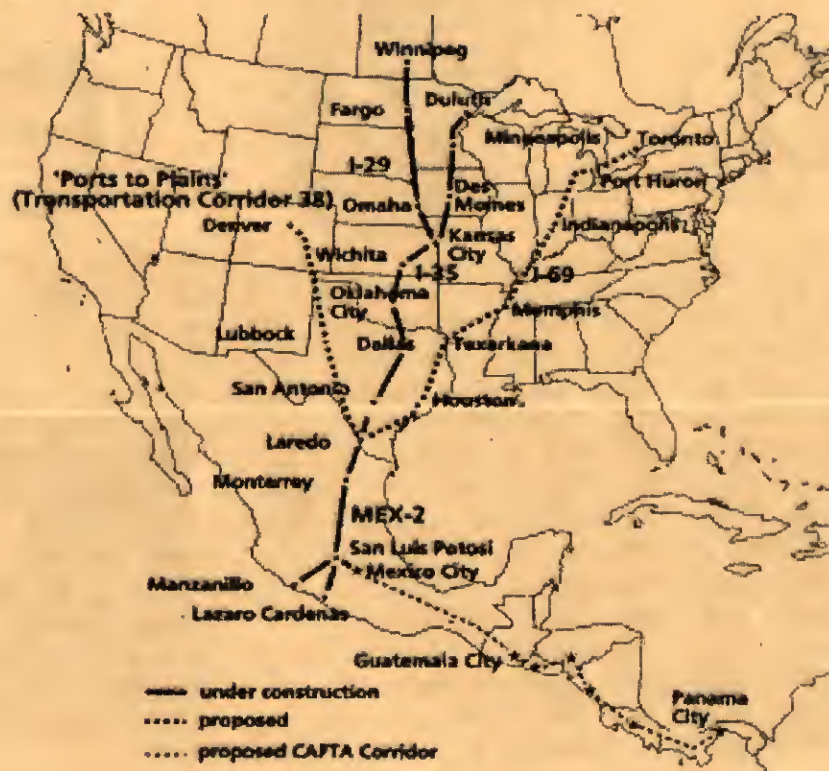 Winnipeg
Duluth
Fargo
Minneapolis
Toronto
I-29
'Ports to Plains'
(Transportation Corridor 38)
Port Huron
Des
Moines
Omaha
Denver
Indianapolis
Kansas
City
Wichita
I-35
I-69
Oklahoma
City
Memphis
Lubbock
Dallas
Texarkana
San Antonio
Houston
Laredo
Monterrey
MEX-2
San Luis Potosi
Mexico City
Manzanillo
Lazaro Cardenas
Guatemala City
under construction
Panama
City
proposed
proposed CAFTA Corridor